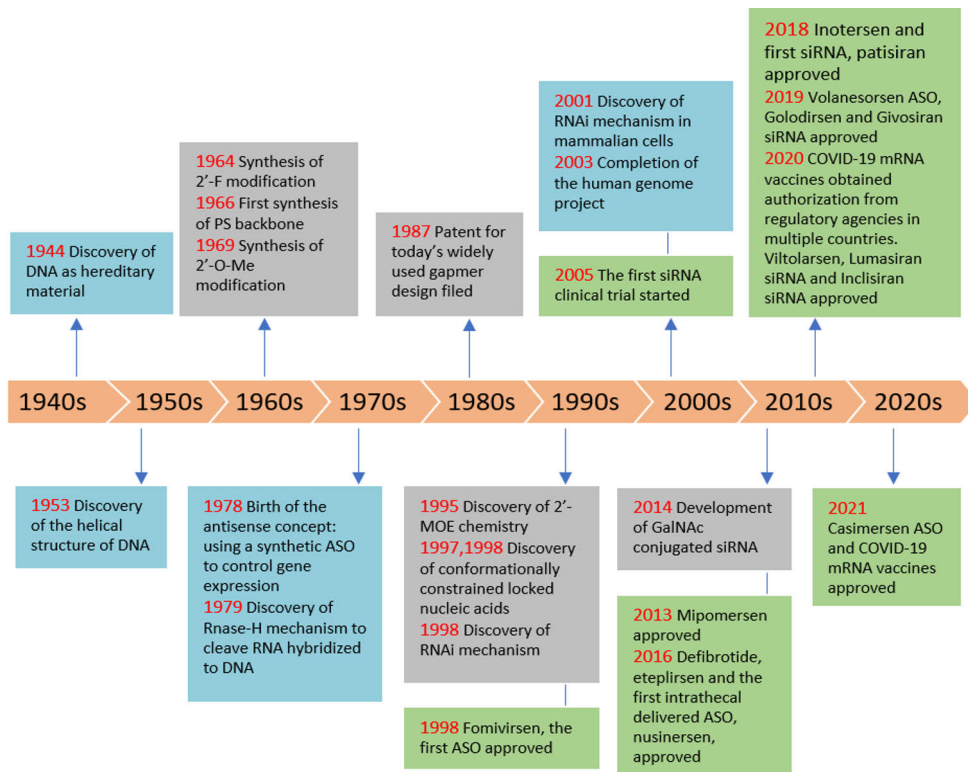 1944 Discovery of
DNA as hereditary
material
1964 Synthesis of
2’-F modification
1966 First synthesis
of PS backbone
1969 Synthesis of
2’-O-Me
modification
1987 Patent for
today’s widely
used gapmer
design filed
2001 Discovery of
RNAi mechanism in
mammalian cells
2003 Completion of
the human genome
project
2005 The first siRNA
clinical trial started
2018 Inotersen and
first siRNA, patisiran
approved
2019 Volanesorsen ASO,
Golodirsen and Givosiran
siRNA approved
2020 COVID-19 mRNA
vaccines obtained
authorization from
regulatory agencies in
multiple countries.
Viltolarsen, Lumasiran
siRNA and Inclisiran
siRNA approved
1940s 1950s 1960s 1970s 1980s 1990s 2000s 2010s 2020s
1953 Discovery
of the helical
structure of DNA
1978 Birth of the
antisense concept:
using a synthetic ASO
to control gene
expression
1979 Discovery of
Rnase-H mechanism to
cleave RNA hybridized
to DNA
1995 Discovery of 2’-
MOE chemistry
1997,1998 Discovery
of conformationally
constrained locked
nucleic acids
1998 Discovery of
RNAi mechanism
1998 Fomivirsen, the
first ASO approved
2014 Development
of GalNAc
conjugated siRNA
2013 Mipomersen
approved
2016 Defibrotide,
eteplirsen and the
first intrathecal
delivered ASO,
nusinersen,
approved
2021
Casimersen ASO
and COVID-19
mRNA vaccines
approved